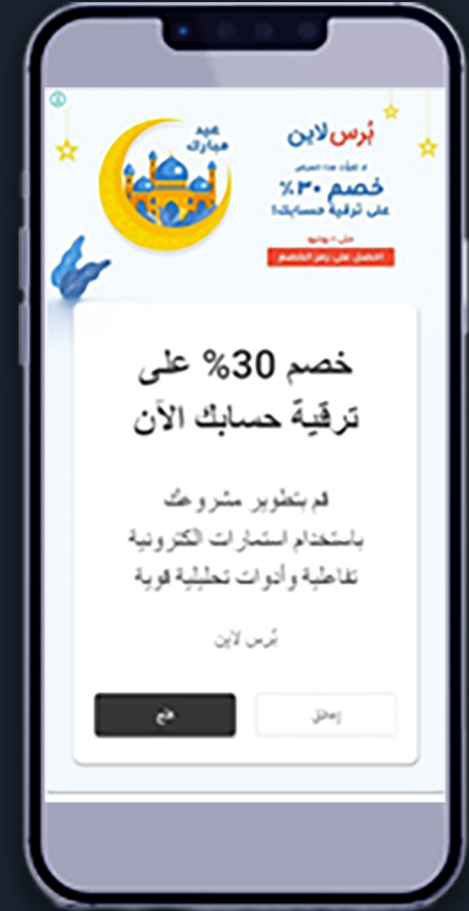 عيد
مبارك
بُرس لاين
خصم ٣٠٪
على ترقية حسابك!
احصل على رمز الخصم
خصم 30% على
ترقية حسابك الآن
قم بتطوير مشروعك
باستخدام استمارات الكترونية
تفاعلية وأدوات تحليلية قوية
بُرس لاين
فتح
إغلاق